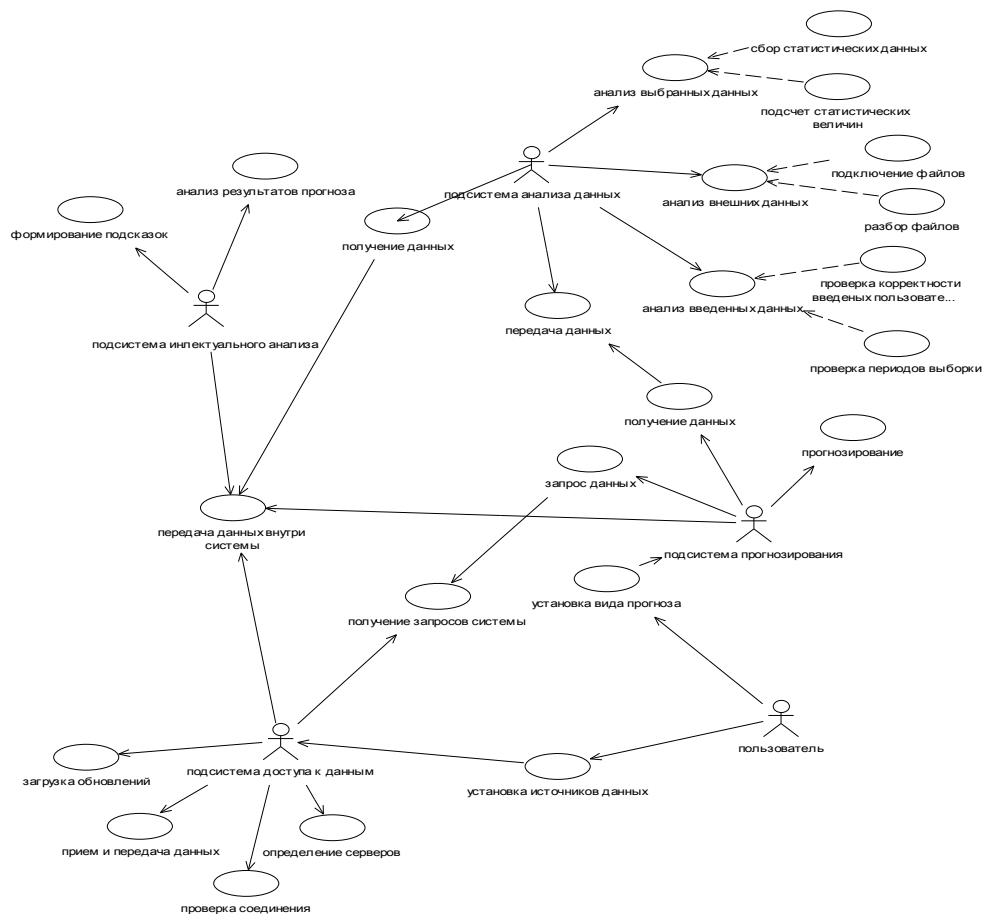 сбор статистических данных
анализ выбранных данных
подсчет статистических
величин
подключение файлов
анализ результатов прогноза
подсистема анализа данных
анализ внешних данных
разбор файлов
формирование подсказок
получение данных
проверка корректности
введеных пользовате...
анализ введенных данных
передача данных
подсистема инлектуального анализа
проверка периодов выборки
получение данных
прогнозирование
запрос данных
передача данных внутри
системы
подсистема прогнозирования
установка вида прогноза
получение запросов системы
пользователь
подсистема доступа к данным
загрузка обновлений
установка источников данных
прием и передача данных
определение серверов
проверка соединения